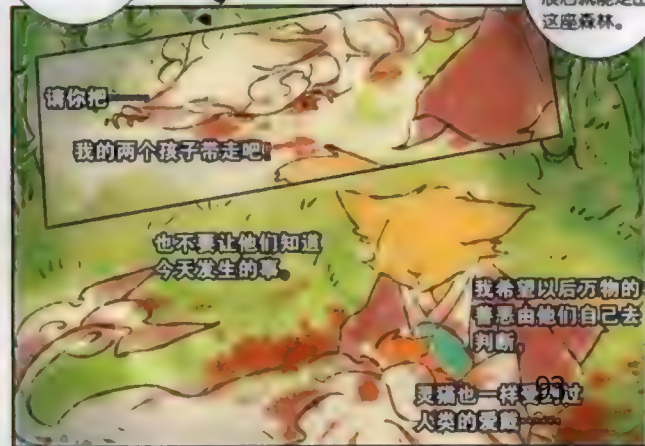 这座森林。
请你把——
我的两个孩子带走吧！
也不要让他们知道
今天发生的事。
我希望以后万物的
善恶由他们自己去
判断，
灵猫也一样受到过
人类的爱戴……